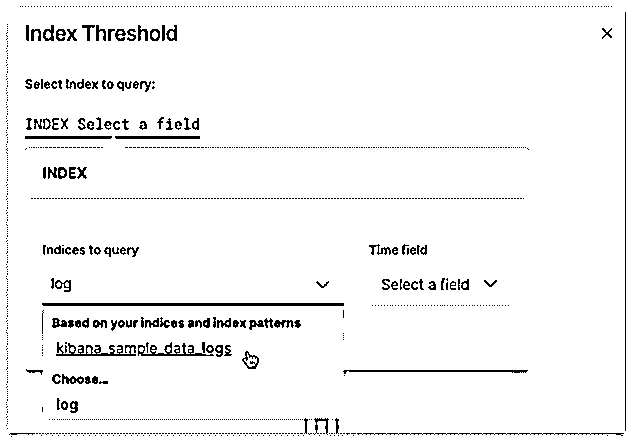 Index Threshold
Select Index to query:
INDEX Select a field
INDEX
Indices to query
Time field
log
Select a field
Based on your indices and index patterns
kibana_sample_data_logs
Choose...
log